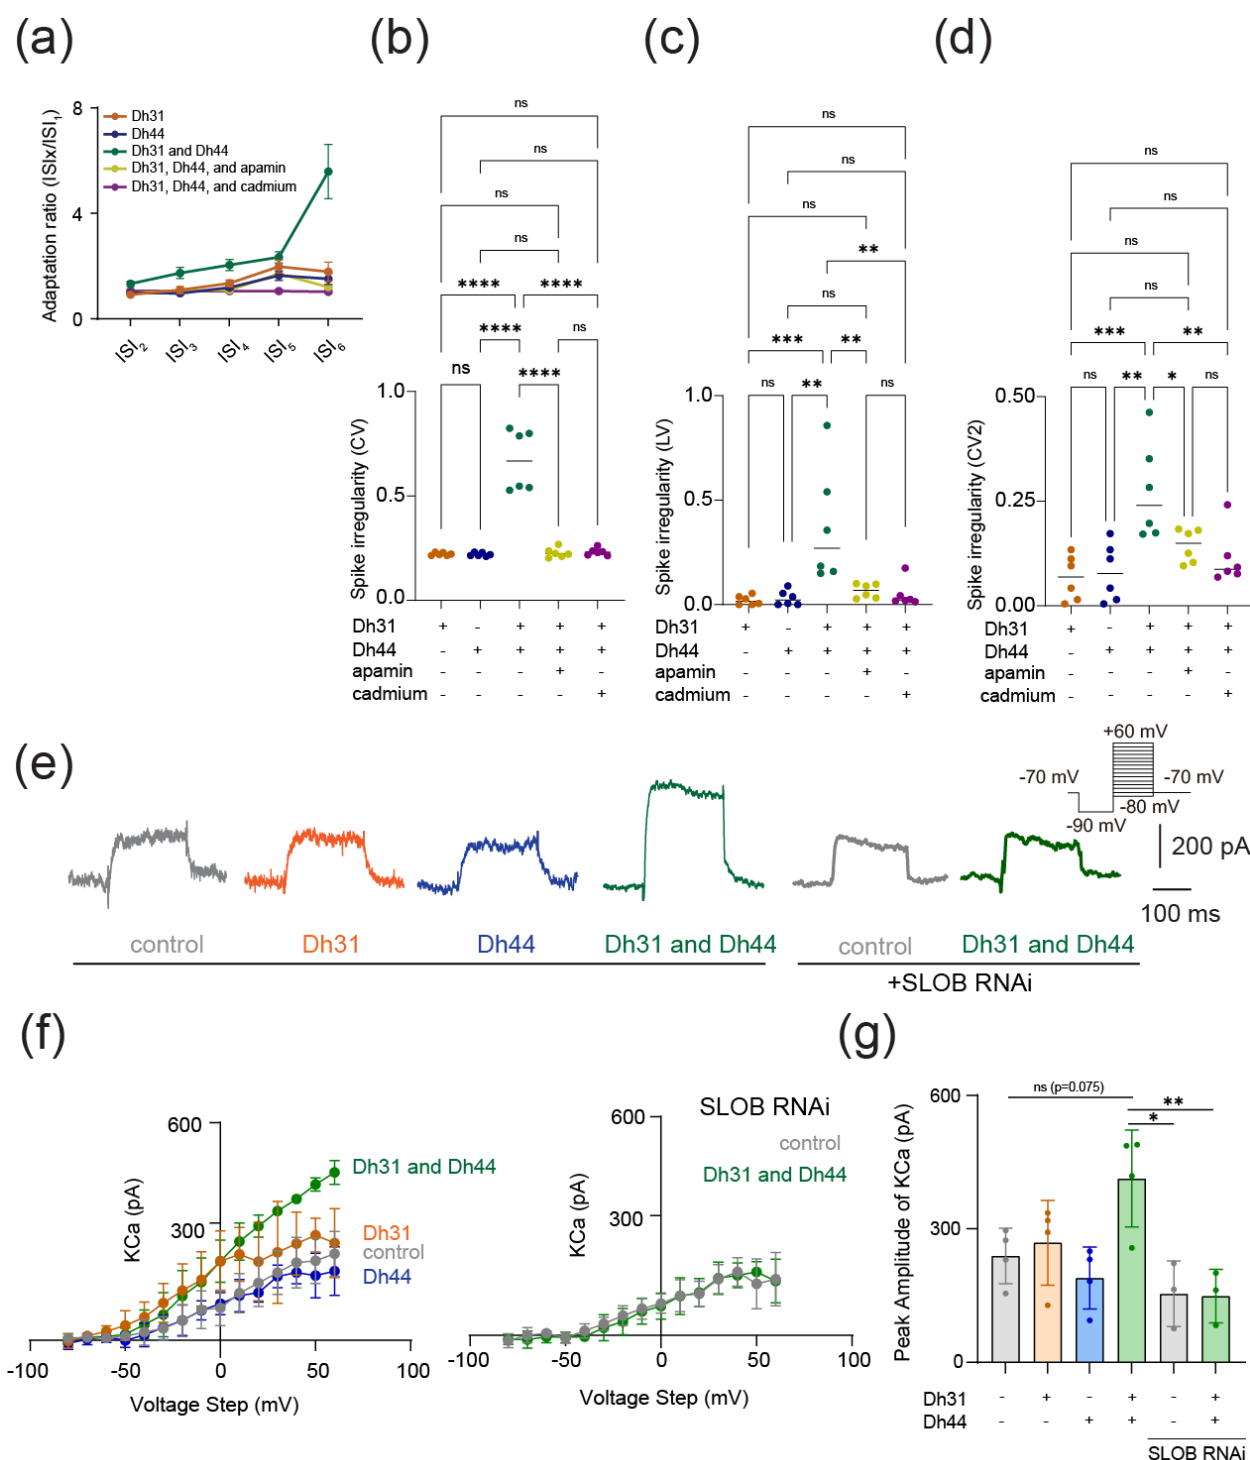 (a)
(b)
(c)
(d)
Adaptation ratio (ISIx/ISI₁)
8
4
0
Dh31
Dh44
Dh31 and Dh44
Dh31, Dh44, and apamin
Dh31, Dh44, and cadmium
ISI₂
ISI₃
ISI₄
ISI₅
ISI₆
ns
ns
ns
ns
**** ****
**** ns
ns ****
Spike irregularity (CV)
1.0
0.5
0.0
Dh31 + - + + +
Dh44 - + + + +
apamin - - - + -
cadmium - - - - +
ns
ns
ns
**
ns
*** **
ns ** ns
Spike irregularity (LV)
1.0
0.5
0.0
Dh31 + - + + +
Dh44 - + + + +
apamin - - - + -
cadmium - - - - +
ns
ns
ns
ns
*** **
ns ** * ns
Spike irregularity (CV2)
0.50
0.25
0.00
Dh31 + - + + +
Dh44 - + + + +
apamin - - - + -
cadmium - - - - +
(e)
+60 mV
-70 mV -70 mV
-80 mV
-90 mV
200 pA
100 ms
control Dh31 Dh44 Dh31 and Dh44 control Dh31 and Dh44
+SLOB RNAi
(f)
KCa (pA)
600
300
Dh31 and Dh44
Dh31
control
Dh44
-100 -50 0 50 100
Voltage Step (mV)
SLOB RNAi
control
Dh31 and Dh44
KCa (pA)
600
300
-100 -50 0 50 100
Voltage Step (mV)
(g)
Peak Amplitude of KCa (pA)
600
300
0
ns (p=0.075)
**
*
Dh31 - + - + - +
Dh44 - - + + - +
SLOB RNAi